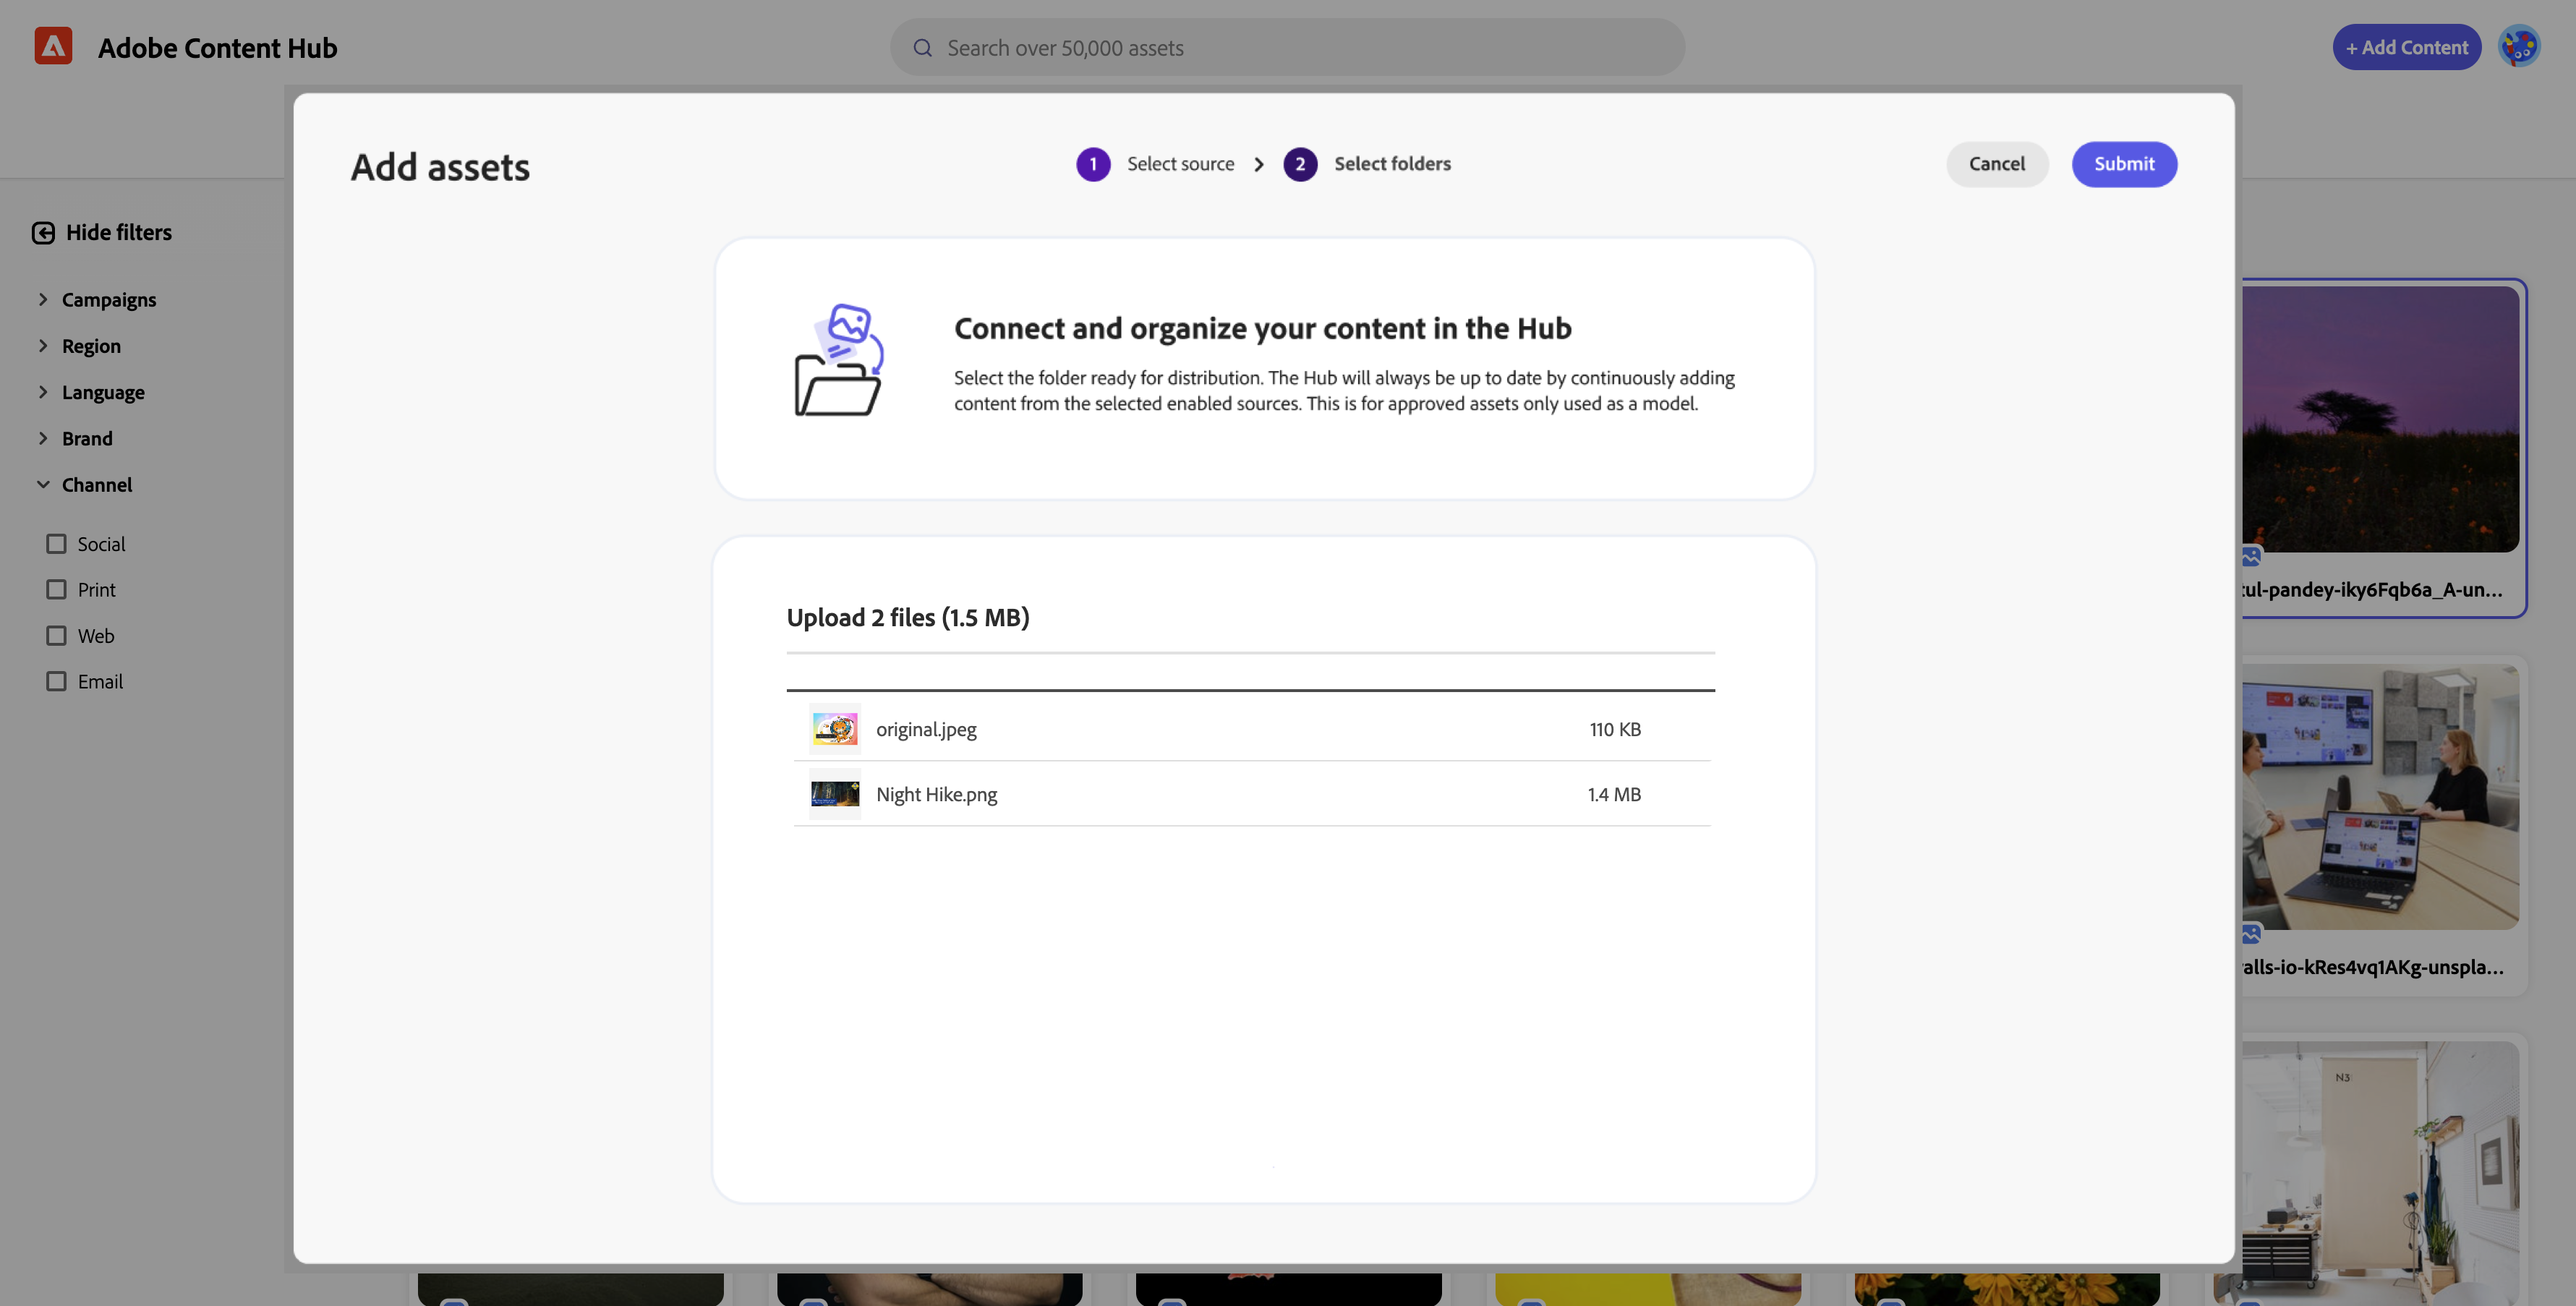 Adobe Content Hub
Search over 50,000 assets
+ Add Content
Add assets
1 Select source > 2 Select folders
Cancel
Submit
Hide filters
Campaigns
Region
Language
Brand
Channel
Social
Print
Web
Email
Connect and organize your content in the Hub
Select the folder ready for distribution. The Hub will always be up to date by continuously adding
content from the selected enabled sources. This is for approved assets only used as a model.
Upload 2 files (1.5 MB)
original.jpeg 110 KB
Night Hike.png 1.4 MB
tul-pandey-iky6Fqb6a_A-un...
alls-io-kRes4vq1AKg-unspla...
N3